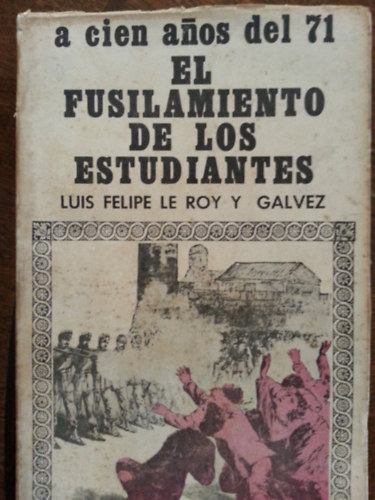 a cien años del 71
EL
FUSILAMIENTO
DE LOS
ESTUDIANTES
LUIS FELIPE LE ROY Y GALVEZ